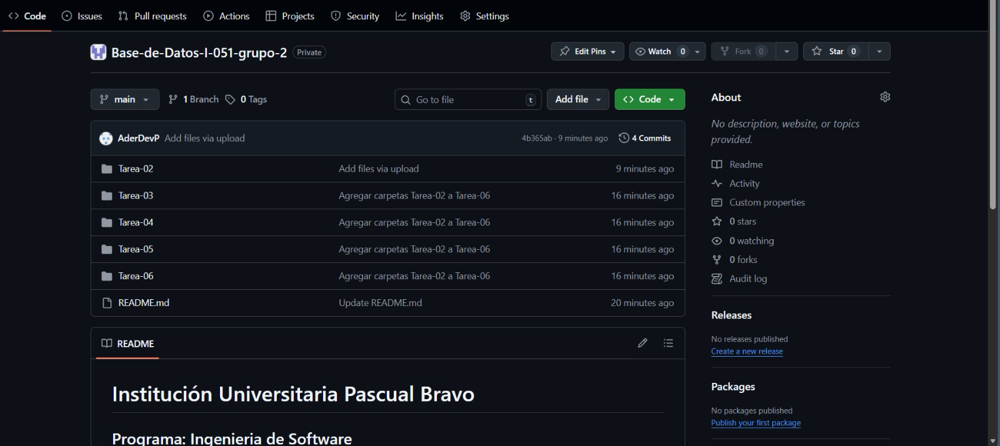 Code Issues Pull requests Actions Projects Security Insights Settings
Base-de-Datos-I-051-grupo-2 Private Edit Pins Watch 0 Fork 0 Star 0
main 1 Branch 0 Tags Go to file t Add file Code
AderDevP Add files via upload 4b365ab · 9 minutes ago 4 Commits
Tarea-02 Add files via upload 9 minutes ago
Tarea-03 Agregar carpetas Tarea-02 a Tarea-06 16 minutes ago
Tarea-04 Agregar carpetas Tarea-02 a Tarea-06 16 minutes ago
Tarea-05 Agregar carpetas Tarea-02 a Tarea-06 16 minutes ago
Tarea-06 Agregar carpetas Tarea-02 a Tarea-06 16 minutes ago
README.md Update README.md 20 minutes ago
README
Institución Universitaria Pascual Bravo
Programa: Ingenieria de Software
About
No description, website, or topics
provided.
Readme
Activity
Custom properties
0 stars
0 watching
0 forks
Audit log
Releases
No releases published
Create a new release
Packages
No packages published
Publish your first package